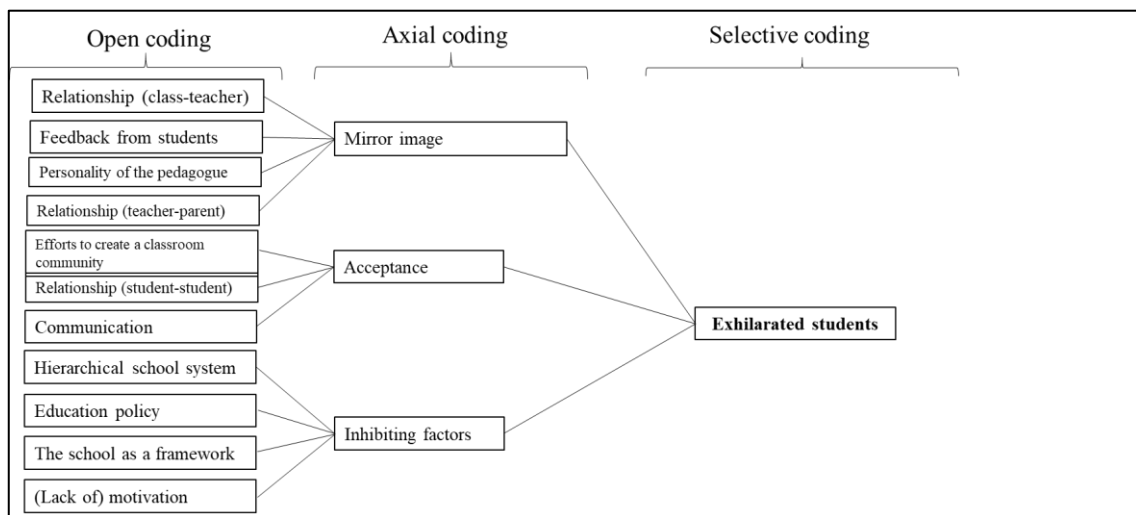 Open coding
Axial coding
Selective coding
Relationship (class-teacher)
Feedback from students
Personality of the pedagogue
Relationship (teacher-parent)
Efforts to create a classroom
community
Relationship (student-student)
Communication
Hierarchical school system
Education policy
The school as a framework
(Lack of) motivation
Mirror image
Acceptance
Inhibiting factors
Exhilarated students